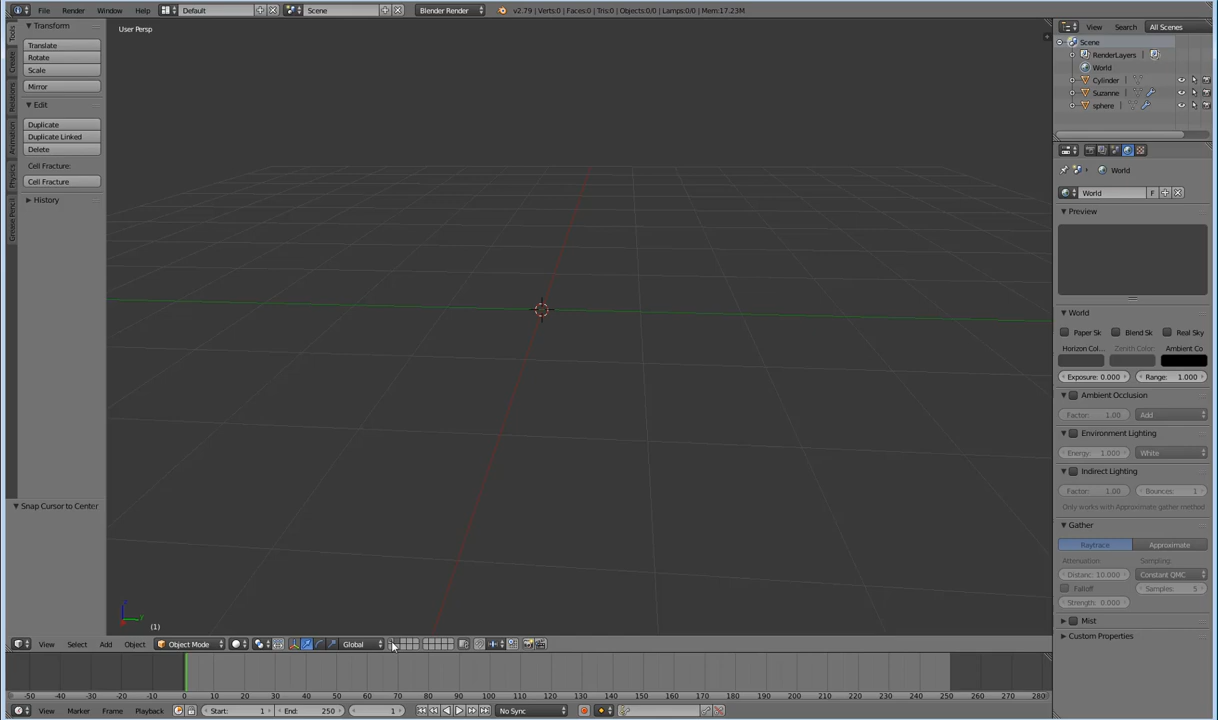 File Render Window Help Default Scene Blender Render v2.79 | Verts:0 | Faces:0 | Tris:0 | Objects:0/0 | Lamps:0/0 | Mem:17.23M
Tools
Create
Relations
Animation
Physics
Grease Pencil
Transform
Translate
Rotate
Scale
Mirror
Edit
Duplicate
Duplicate Linked
Delete
Cell Fracture:
Cell Fracture
History
Snap Cursor to Center
User Persp
(1)
z
y
View Search All Scenes
Scene
RenderLayers |
World
Cylinder |
Suzanne |
sphere |
World
World F
Preview
World
Paper Sk Blend Sk Real Sky
Horizon Col... Zenith Color: Ambient Co
Exposure: 0.000 Range: 1.000
Ambient Occlusion
Factor: 1.00 Add
Environment Lighting
Energy: 1.000 White
Indirect Lighting
Factor: 1.00 Bounces: 1
Only works with Approximate gather method
Gather
Raytrace Approximate
Attenuation: Sampling:
Distanc: 10.000 Constant QMC
Falloff Samples: 5
Strength: 0.000
Mist
Custom Properties
View Select Add Object Object Mode Global
-50 -40 -30 -20 -10 0 10 20 30 40 50 60 70 80 90 100 110 120 130 140 150 160 170 180 190 200 210 220 230 240 250 260 270 280
View Marker Frame Playback Start: 1 End: 250 1 No Sync